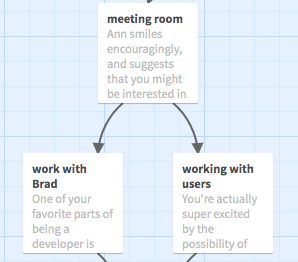 meeting room
Ann smiles
encouragingly,
and suggests
that you might
be interested in
work with
Brad
One of your
favorite parts of
being a
developer is
working with
users
You're actually
super excited
by the
possibility of